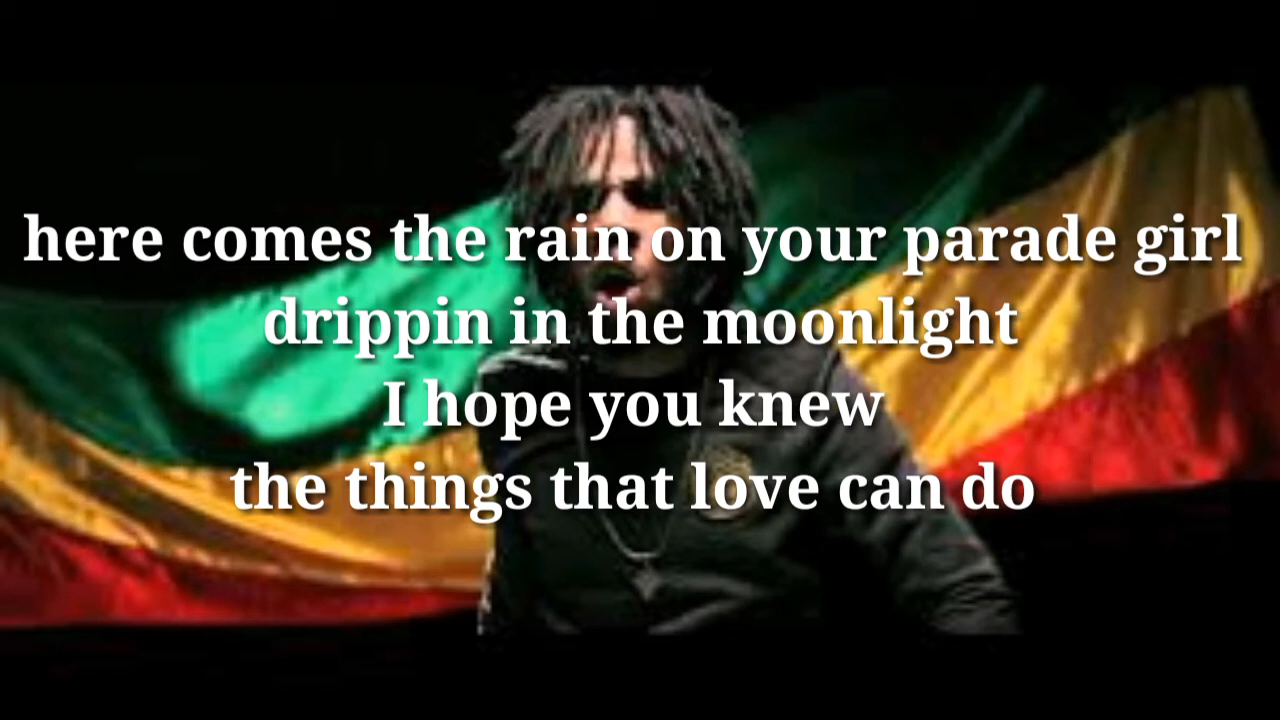 here comes the rain on your parade girl
drippin in the moonlight
I hope you knew
the things that love can do